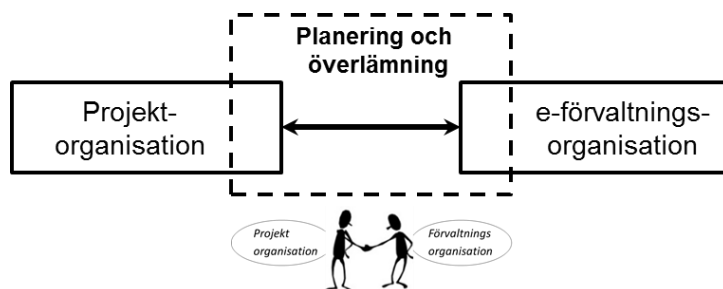 Planering och
överlämning
Projekt-
organisation
e-förvaltnings-
organisation
Projekt
organisation
Förvaltnings
organisation